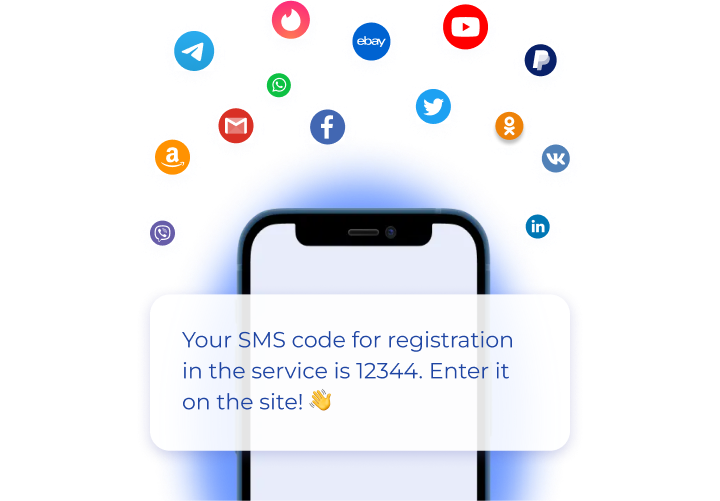 ebay
Your SMS code for registration
in the service is 12344. Enter it
on the site! 👋